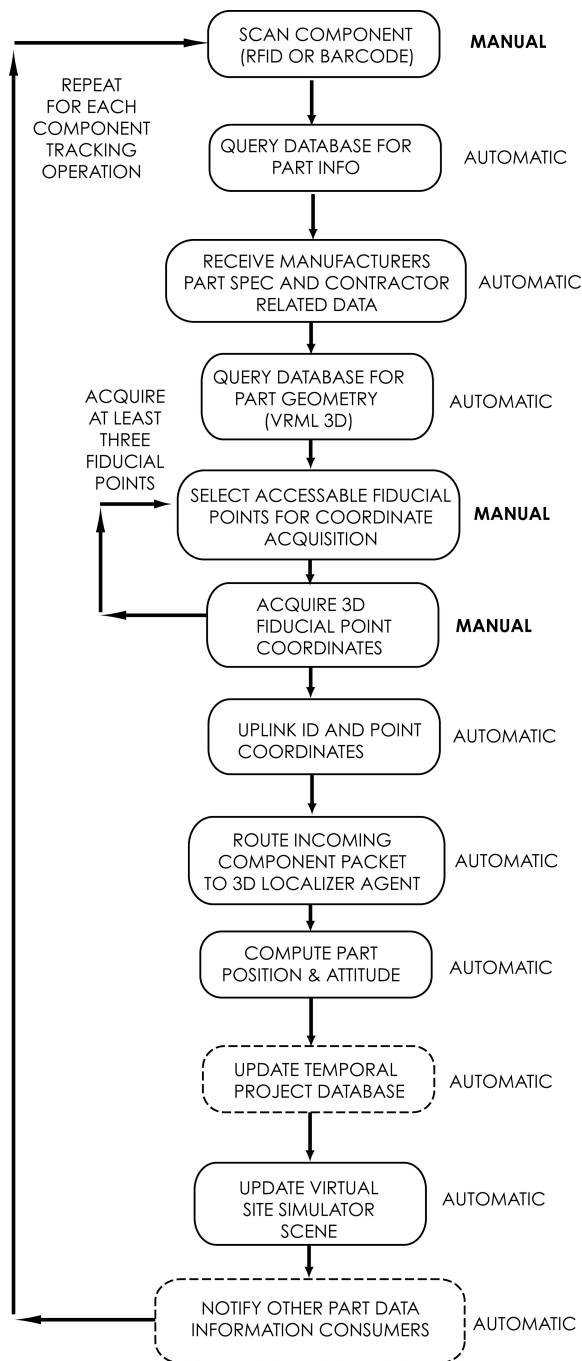 SCAN COMPONENT
(RFID OR BARCODE)
MANUAL
REPEAT
FOR EACH
COMPONENT
TRACKING
OPERATION
QUERY DATABASE FOR
PART INFO
AUTOMATIC
RECEIVE MANUFACTURERS
PART SPEC AND CONTRACTOR
RELATED DATA
AUTOMATIC
QUERY DATABASE FOR
PART GEOMETRY
(VRML 3D)
AUTOMATIC
ACQUIRE
AT LEAST
THREE
FIDUCIAL
POINTS
SELECT ACCESSABLE FIDUCIAL
POINTS FOR COORDINATE
ACQUISITION
MANUAL
ACQUIRE 3D
FIDUCIAL POINT
COORDINATES
MANUAL
UPLINK ID AND POINT
COORDINATES
AUTOMATIC
ROUTE INCOMING
COMPONENT PACKET
TO 3D LOCALIZER AGENT
AUTOMATIC
COMPUTE PART
POSITION & ATTITUDE
AUTOMATIC
UPDATE TEMPORAL
PROJECT DATABASE
AUTOMATIC
UPDATE VIRTUAL
SITE SIMULATOR
SCENE
AUTOMATIC
NOTIFY OTHER PART DATA
INFORMATION CONSUMERS
AUTOMATIC